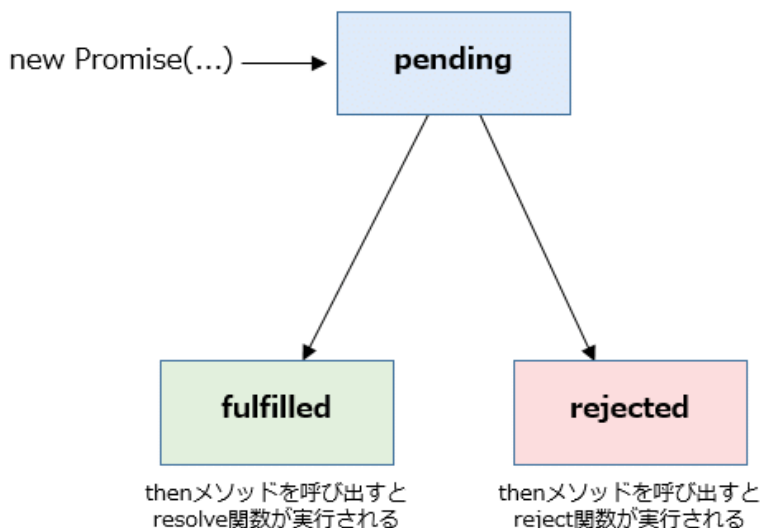 new Promise(...)
pending
fulfilled
rejected
thenメソッドを呼び出すと
resolve関数が実行される
thenメソッドを呼び出すと
reject関数が実行される